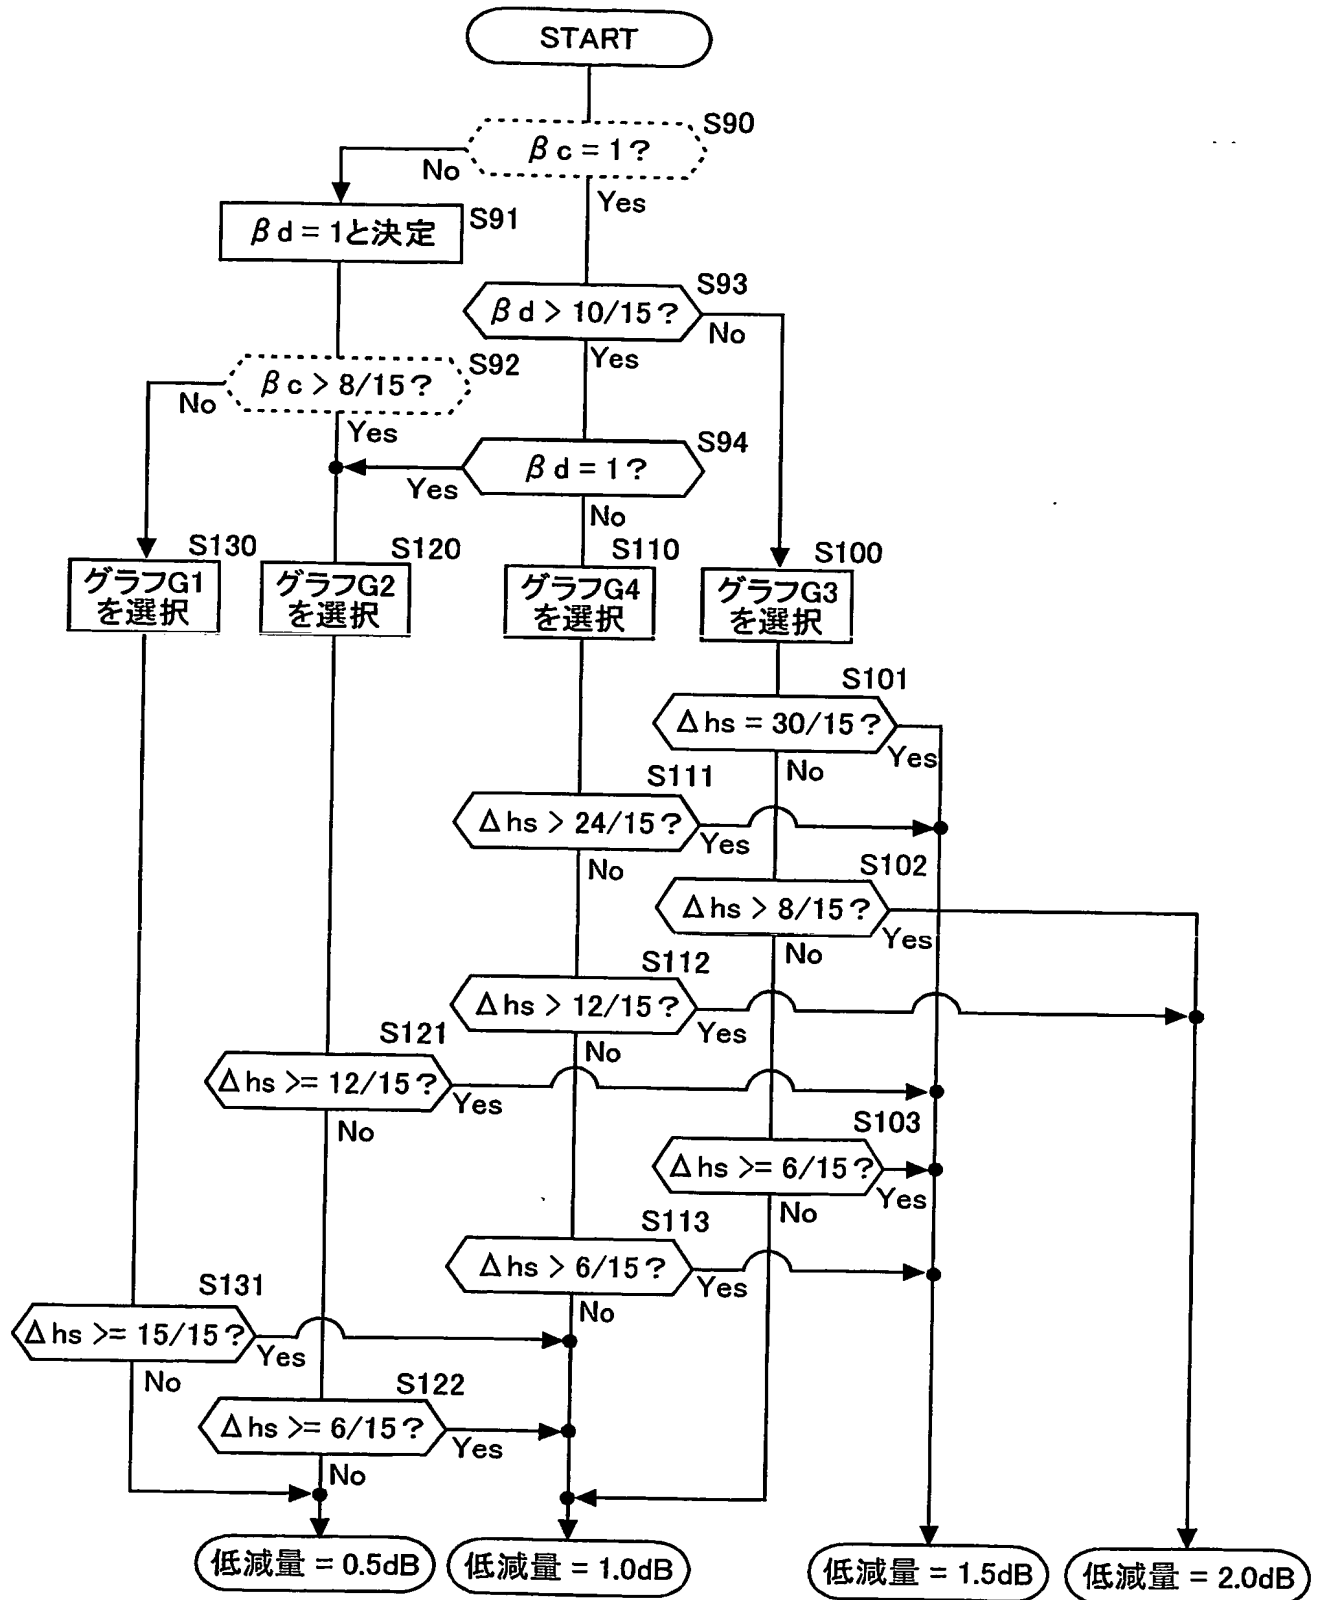 START
S90
βc = 1?
No
Yes
S91
βd = 1と決定
S93
βd > 10/15?
No
Yes
S92
βc > 8/15?
No
Yes
S94
βd = 1?
Yes
No
S130
グラフG1
を選択
S120
グラフG2
を選択
S110
グラフG4
を選択
S100
グラフG3
を選択
S101
Δhs = 30/15?
Yes
No
S111
Δhs > 24/15?
Yes
No
S102
Δhs > 8/15?
Yes
No
S112
Δhs > 12/15?
Yes
No
S121
Δhs >= 12/15?
Yes
No
S103
Δhs >= 6/15?
Yes
No
S113
Δhs > 6/15?
Yes
No
S131
Δhs >= 15/15?
Yes
No
S122
Δhs >= 6/15?
Yes
No
低減量 = 0.5dB
低減量 = 1.0dB
低減量 = 1.5dB
低減量 = 2.0dB